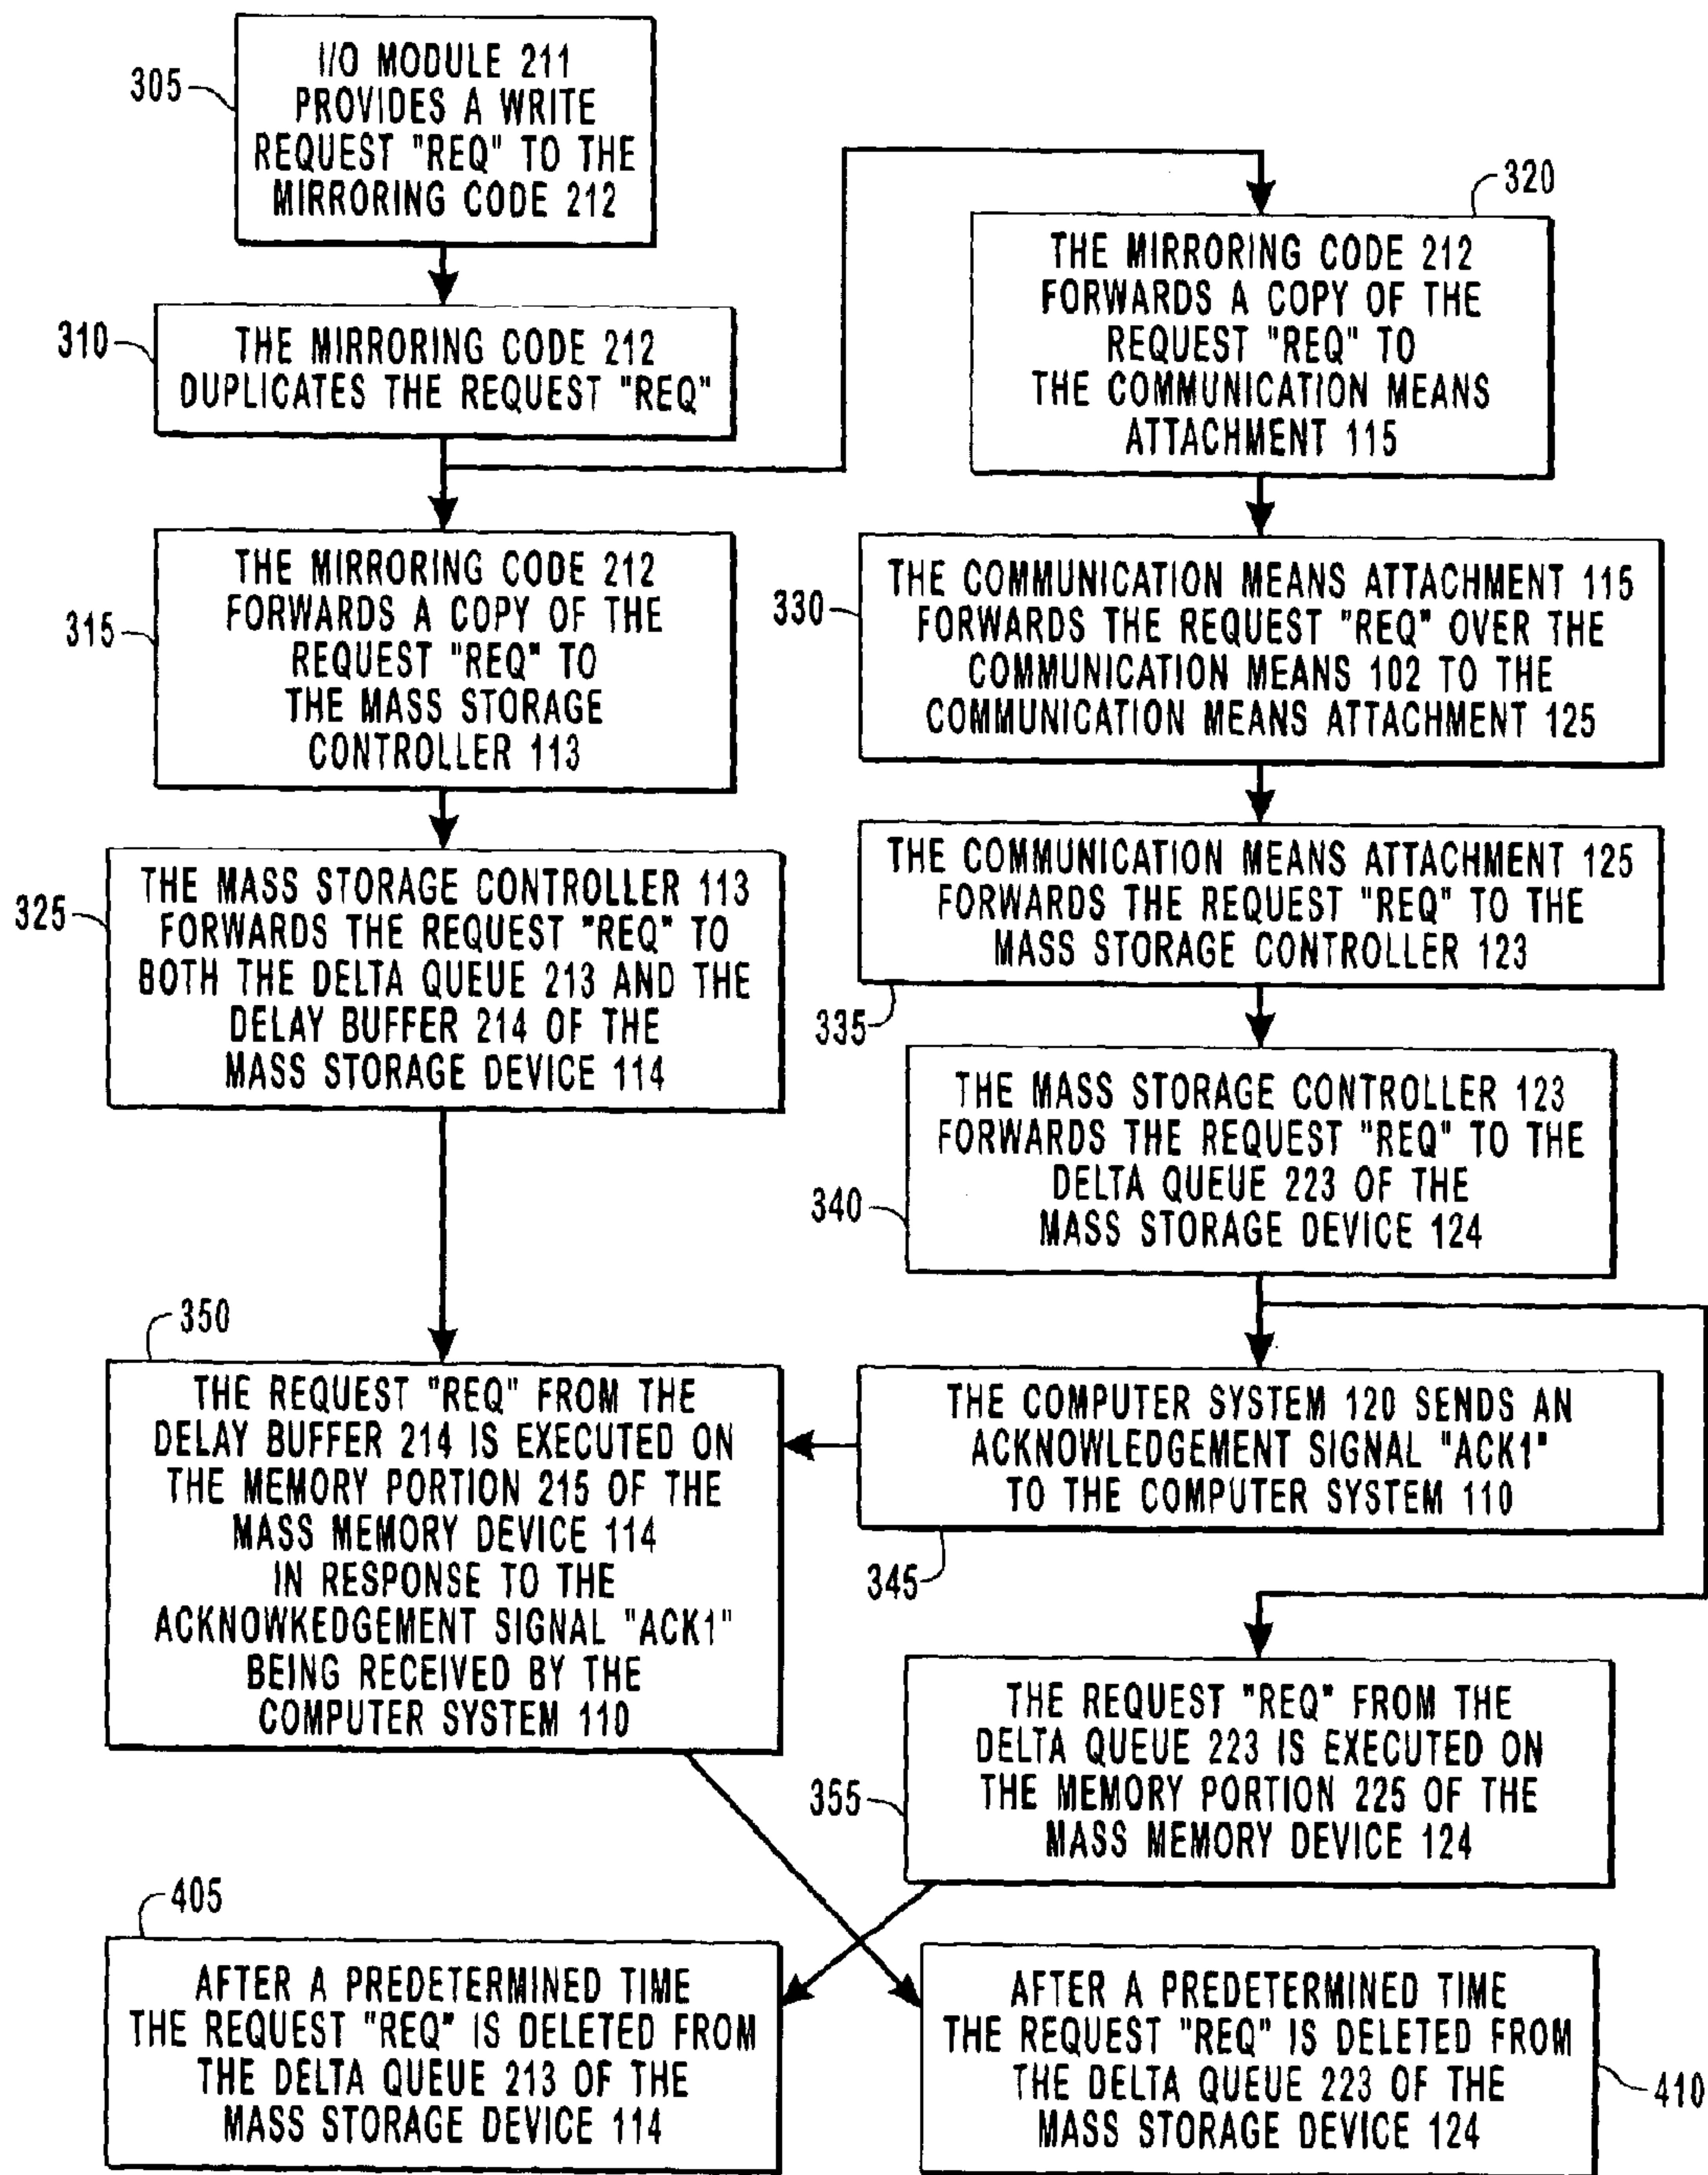 305
I/O MODULE 211
PROVIDES A WRITE
REQUEST "REQ" TO THE
MIRRORING CODE 212
310
THE MIRRORING CODE 212
DUPLICATES THE REQUEST "REQ"
315
THE MIRRORING CODE 212
FORWARDS A COPY OF THE
REQUEST "REQ" TO
THE MASS STORAGE
CONTROLLER 113
325
THE MASS STORAGE CONTROLLER 113
FORWARDS THE REQUEST "REQ" TO
BOTH THE DELTA QUEUE 213 AND THE
DELAY BUFFER 214 OF THE
MASS STORAGE DEVICE 114
320
THE MIRRORING CODE 212
FORWARDS A COPY OF THE
REQUEST "REQ" TO
THE COMMUNICATION MEANS
ATTACHMENT 115
330
THE COMMUNICATION MEANS ATTACHMENT 115
FORWARDS THE REQUEST "REQ" OVER THE
COMMUNICATION MEANS 102 TO THE
COMMUNICATION MEANS ATTACHMENT 125
THE COMMUNICATION MEANS ATTACHMENT 125
FORWARDS THE REQUEST "REQ" TO THE
MASS STORAGE CONTROLLER 123
335
THE MASS STORAGE CONTROLLER 123
FORWARDS THE REQUEST "REQ" TO THE
DELTA QUEUE 223 OF THE
MASS STORAGE DEVICE 124
340
THE COMPUTER SYSTEM 120 SENDS AN
ACKNOWLEDGEMENT SIGNAL "ACK1"
TO THE COMPUTER SYSTEM 110
345
350
THE REQUEST "REQ" FROM THE
DELAY BUFFER 214 IS EXECUTED ON
THE MEMORY PORTION 215 OF THE
MASS MEMORY DEVICE 114
IN RESPONSE TO THE
ACKNOWKEDGEMENT SIGNAL "ACK1"
BEING RECEIVED BY THE
COMPUTER SYSTEM 110
355
THE REQUEST "REQ" FROM THE
DELTA QUEUE 223 IS EXECUTED ON
THE MEMORY PORTION 225 OF THE
MASS MEMORY DEVICE 124
405
AFTER A PREDETERMINED TIME
THE REQUEST "REQ" IS DELETED FROM
THE DELTA QUEUE 213 OF THE
MASS STORAGE DEVICE 114
AFTER A PREDETERMINED TIME
THE REQUEST "REQ" IS DELETED FROM
THE DELTA QUEUE 223 OF THE
MASS STORAGE DEVICE 124
410